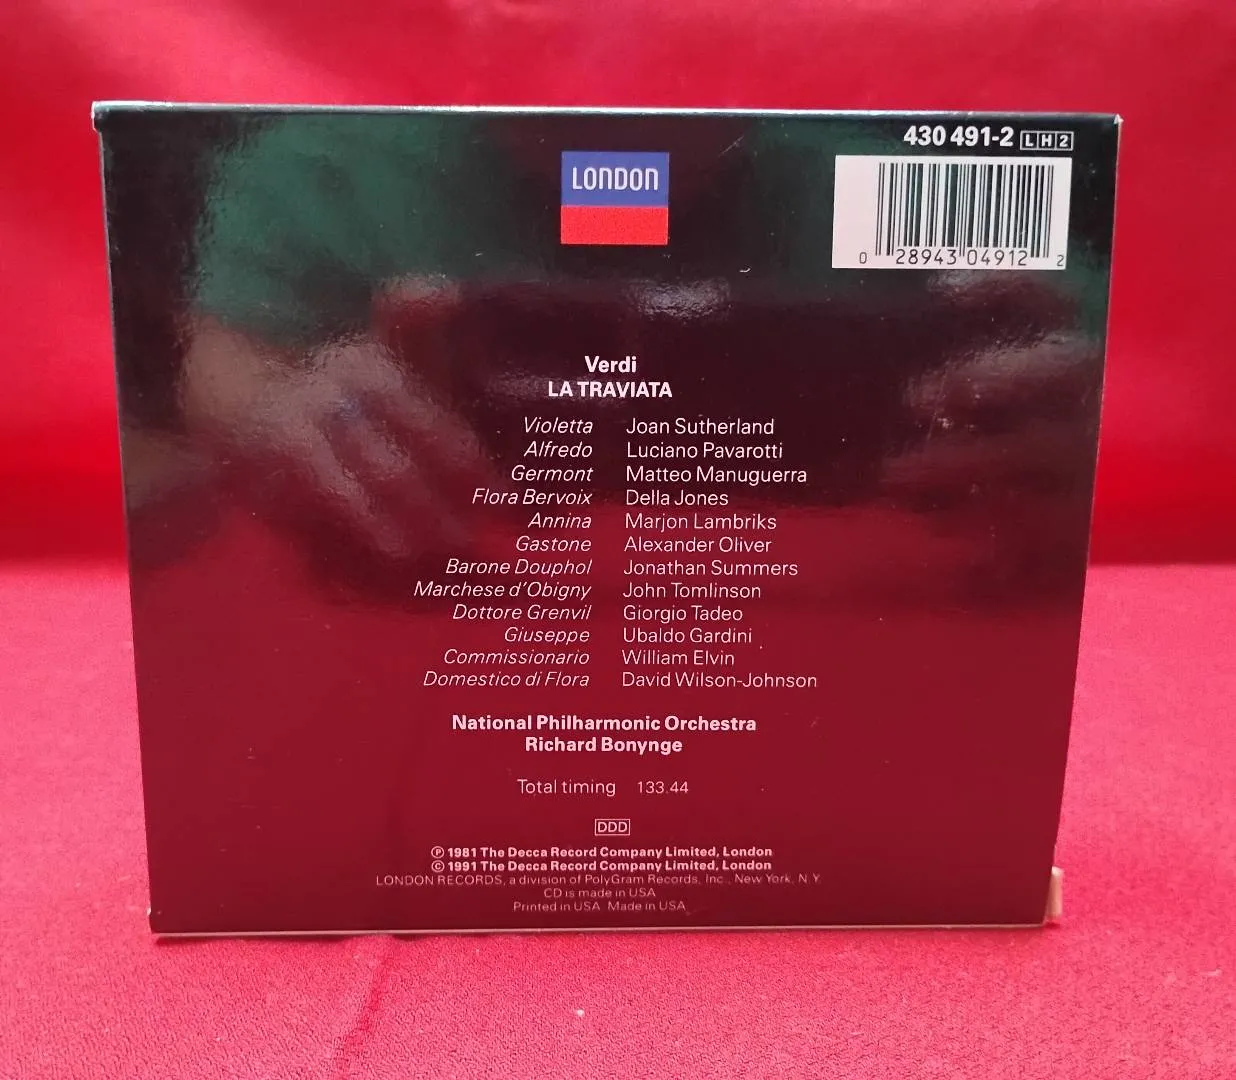 430 491-2 LH2
LONDON
0 28943 04912 2
Verdi
LA TRAVIATA
Violetta Joan Sutherland
Alfredo Luciano Pavarotti
Germont Matteo Manuguerra
Flora Bervoix Della Jones
Annina Marjon Lambriks
Gastone Alexander Oliver
Barone Douphol Jonathan Summers
Marchese d'Obigny John Tomlinson
Dottore Grenvil Giorgio Tadeo
Giuseppe Ubaldo Gardini
Commissionario William Elvin
Domestico di Flora David Wilson-Johnson
National Philharmonic Orchestra
Richard Bonynge
Total timing 133.44
DDD
℗ 1981 The Decca Record Company Limited, London
© 1991 The Decca Record Company Limited, London
LONDON RECORDS, a division of PolyGram Records, Inc., New York, N.Y.
CD is made in USA
Printed in USA Made in USA